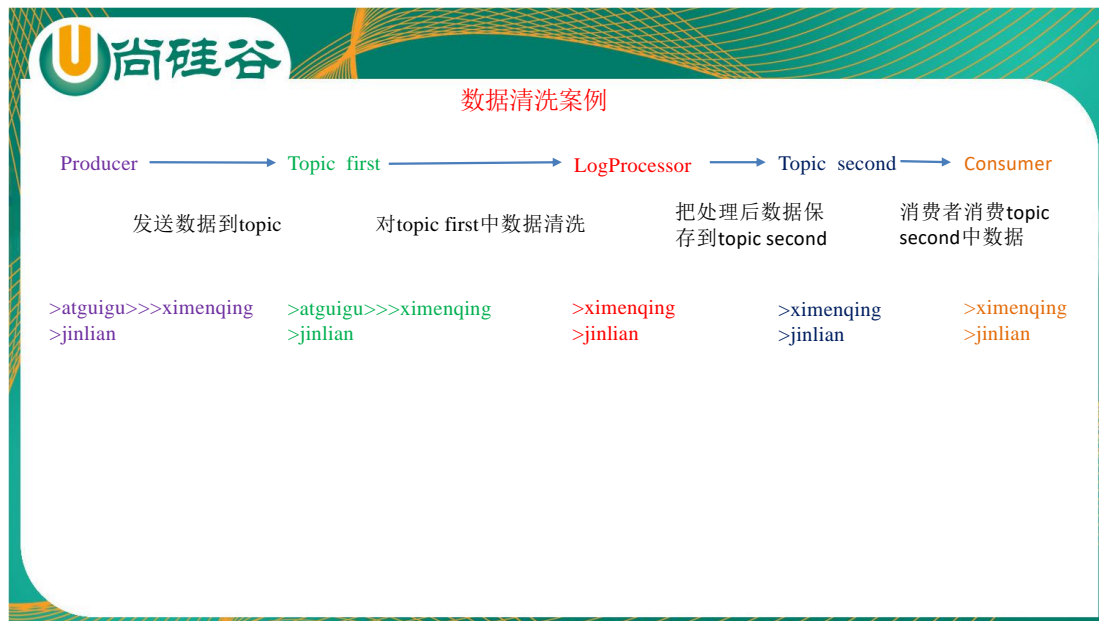 尚硅谷
数据清洗案例
Producer
Topic first
LogProcessor
Topic second
Consumer
发送数据到topic
对topic first中数据清洗
把处理后数据保
存到topic second
消费者消费topic
second中数据
>atguigu>>>ximenqing
>jinlian
>atguigu>>>ximenqing
>jinlian
>ximenqing
>jinlian
>ximenqing
>jinlian
>ximenqing
>jinlian